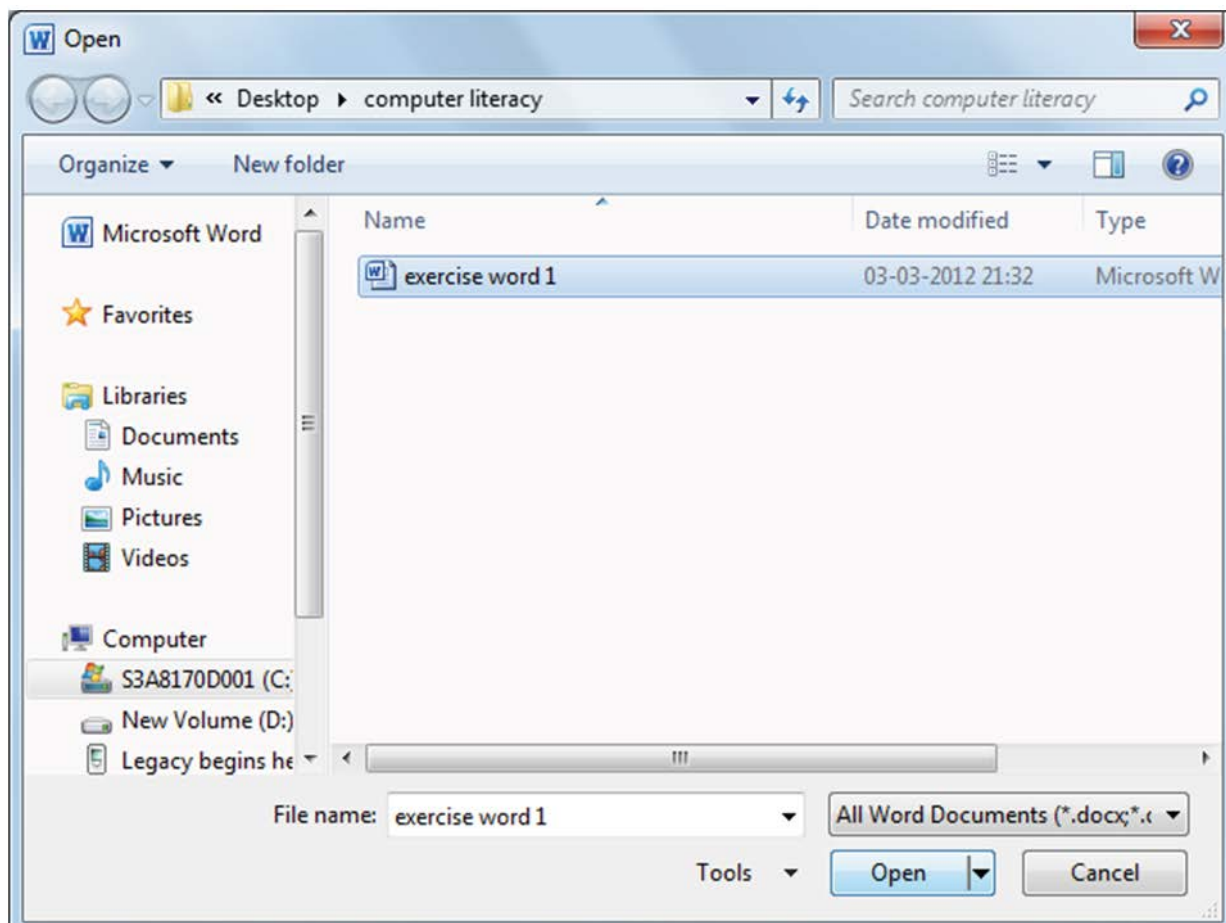 Open
« Desktop ▸ computer literacy
Search computer literacy
Organize
New folder
Name
Date modified
Type
Microsoft Word
exercise word 1
03-03-2012 21:32
Microsoft W
Favorites
Libraries
Documents
Music
Pictures
Videos
Computer
S3A8170D001 (C:
New Volume (D:)
Legacy begins he
File name:
exercise word 1
All Word Documents (*.docx;*.
Tools
Open
Cancel